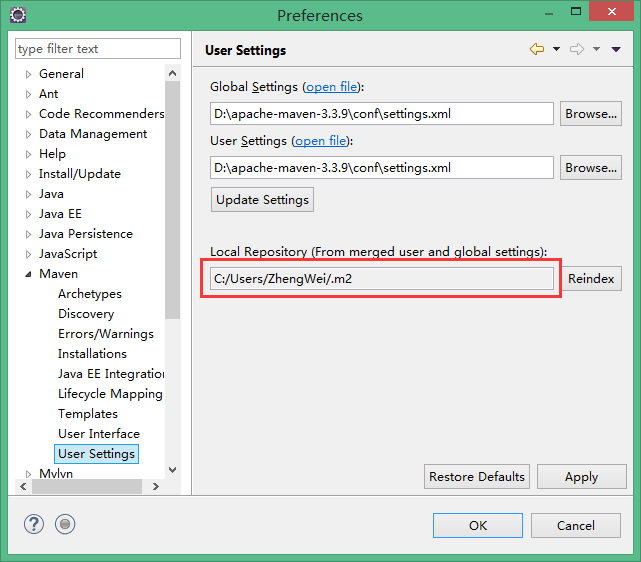 Preferences
type filter text
General
Ant
Code Recommenders
Data Management
Help
Install/Update
Java
Java EE
Java Persistence
JavaScript
Maven
Archetypes
Discovery
Errors/Warnings
Installations
Java EE Integration
Lifecycle Mapping
Templates
User Interface
User Settings
Mylyn
User Settings
Global Settings (open file):
D:\apache-maven-3.3.9\conf\settings.xml
Browse...
User Settings (open file):
D:\apache-maven-3.3.9\conf\settings.xml
Browse...
Update Settings
Local Repository (From merged user and global settings):
C:/Users/ZhengWei/.m2
Reindex
Restore Defaults
Apply
?
OK
Cancel